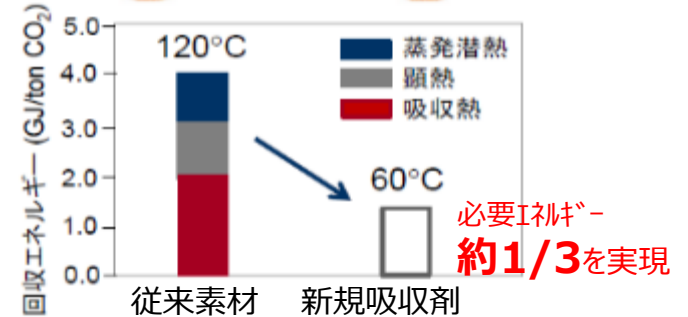 回収エネルギー (GJ/ton CO₂)
5.0
4.0
3.0
2.0
1.0
0.0
120°C
蒸発潜熱
顕熱
吸収熱
60°C
必要ｴﾈﾙｷﾞｰ
約1/3を実現
従来素材
新規吸収剤